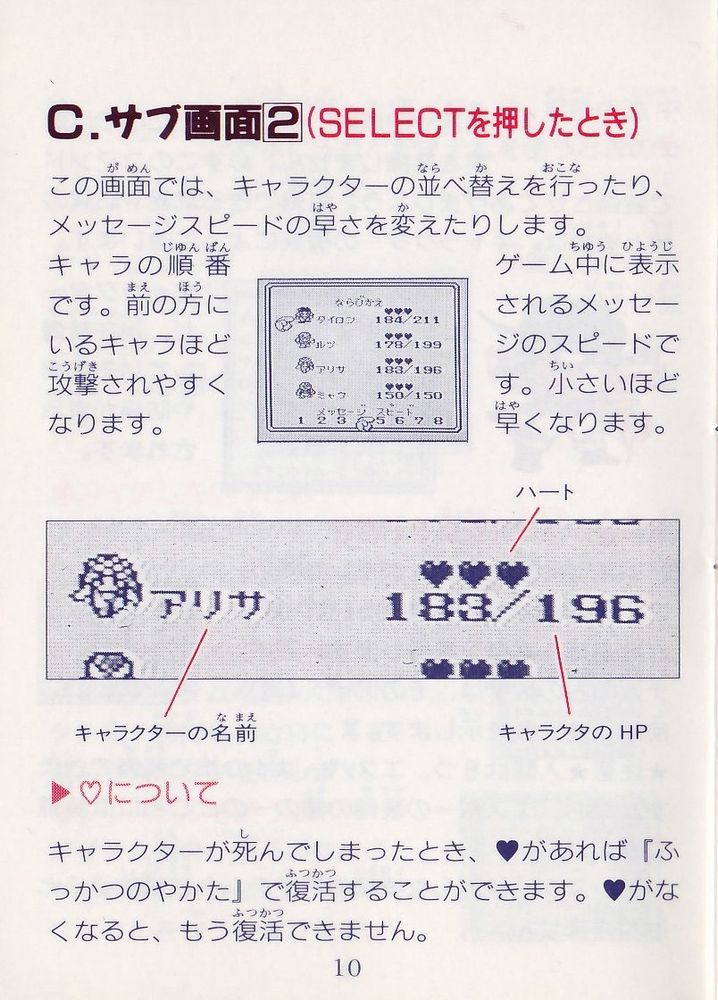 C.サブ画面2(SELECTを押したとき)
この画面では、キャラクターの並べ替えを行ったり、
メッセージスピードの早さを変えたりします。
キャラの順番
です。前の方に
いるキャラほど
攻撃されやすく
なります。
ならびかえ
タイロン 184/211
ルツ 178/199
アリサ 183/196
ミャウ 150/150
メッセージ スピード
1 2 3 5 6 7 8
ゲーム中に表示
されるメッセー
ジのスピードで
す。小さいほど
早くなります。
ハート
アリサ ♥♥♥
183/196
キャラクターの名前
キャラクタのHP
▶♡について
キャラクターが死んでしまったとき、♥があれば『ふ
っかつのやかた』で復活することができます。♥がな
くなると、もう復活できません。
10